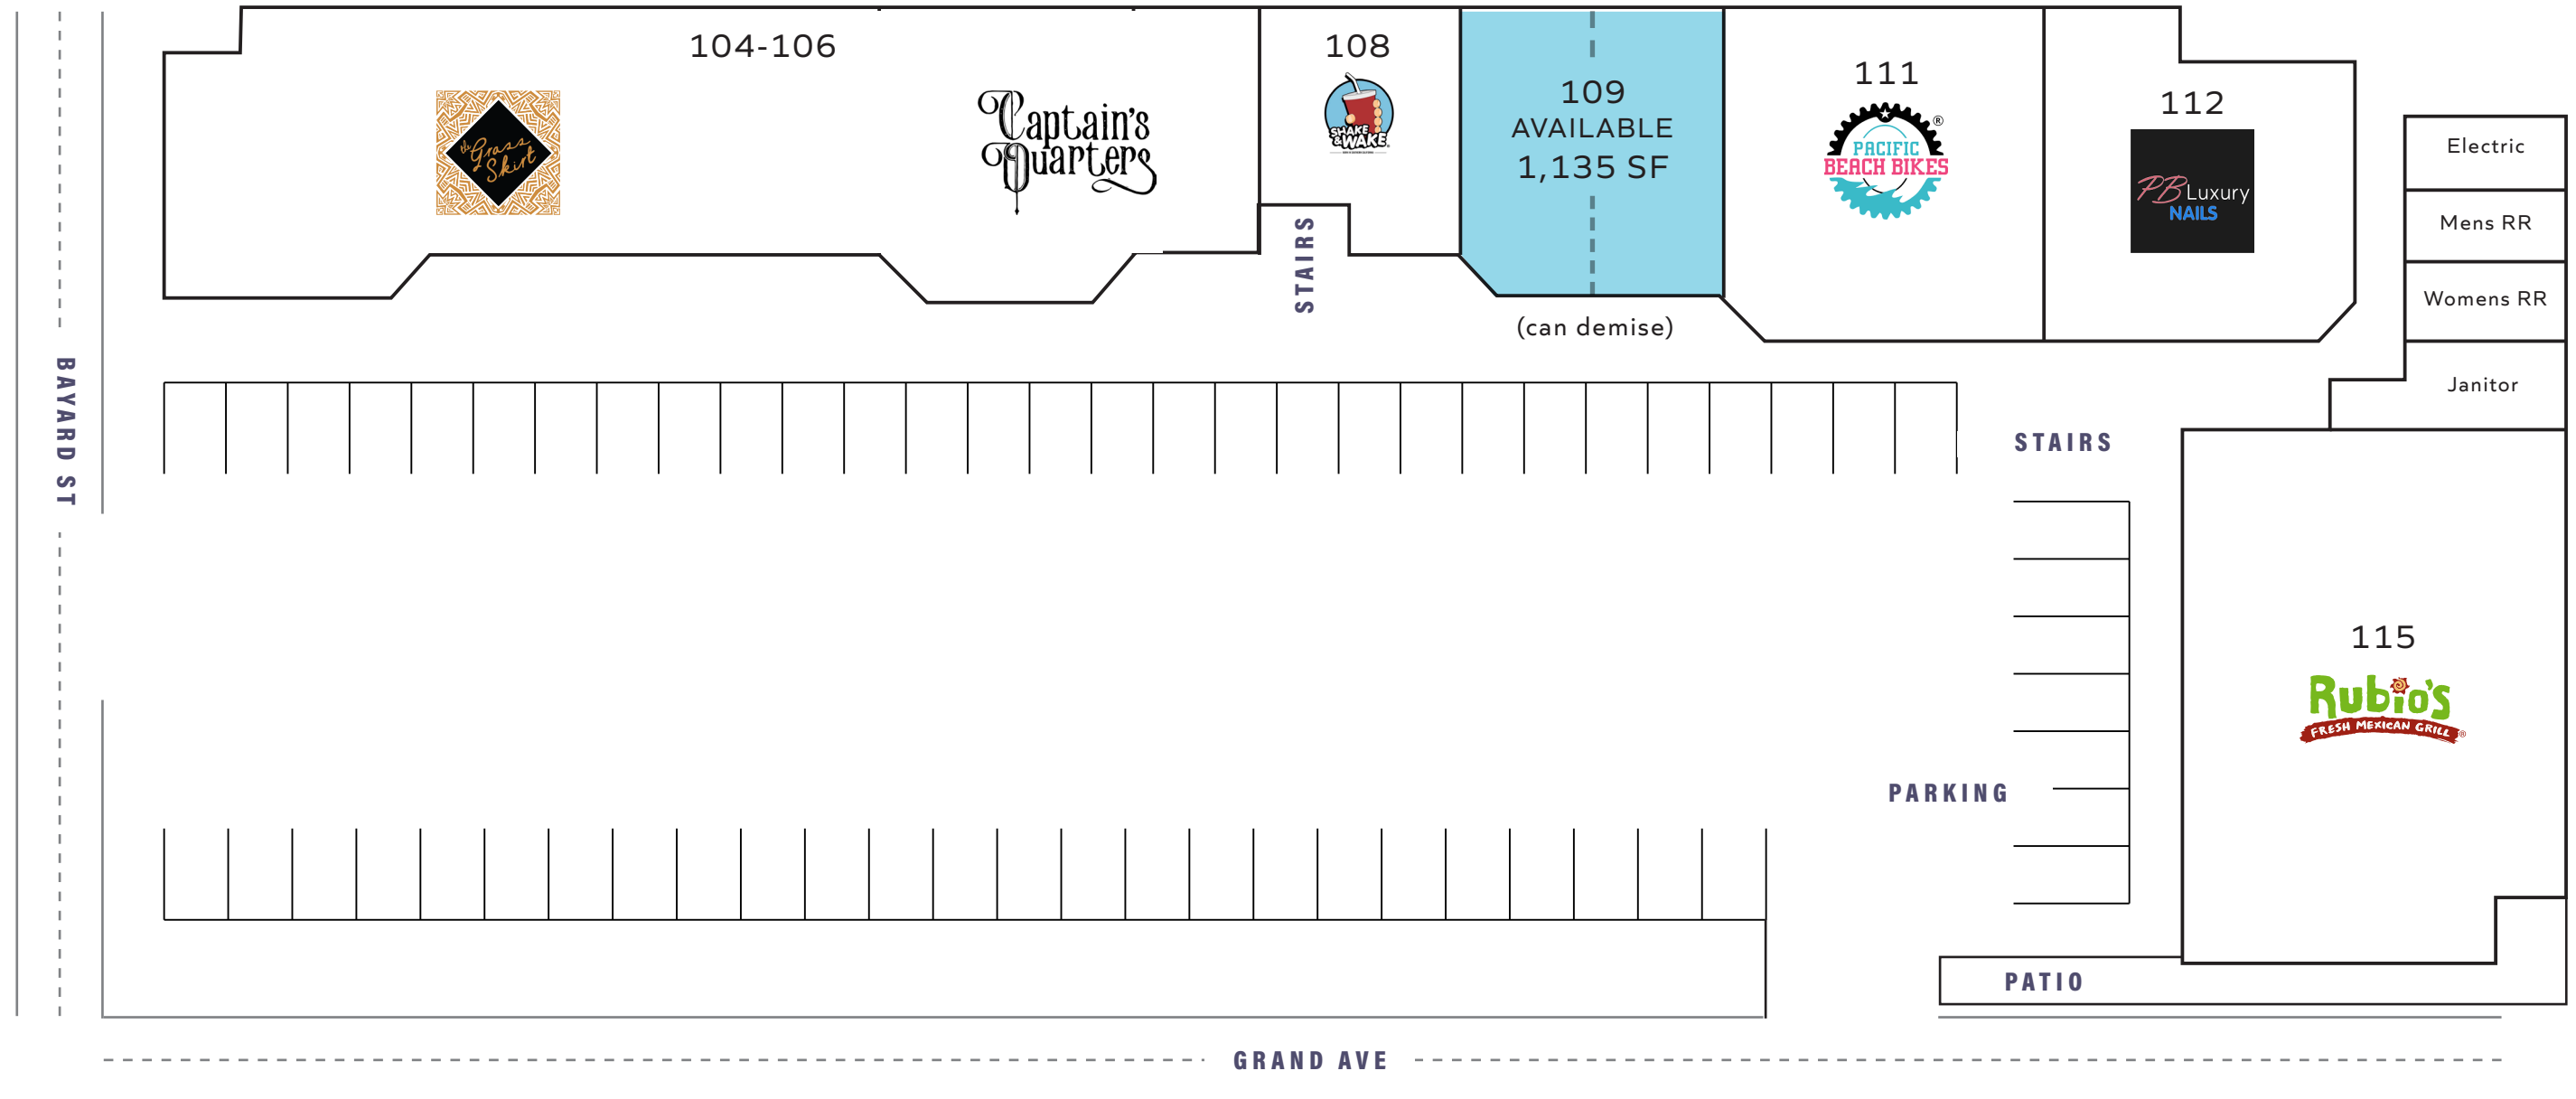 104-106
the Grass
Skirt
Captain's
Quarters
108
SHAKE
&WAKE
STAIRS
109
AVAILABLE
1,135 SF
(can demise)
111
PACIFIC
BEACH BIKES
®
112
PB Luxury
NAILS
Electric
Mens RR
Womens RR
Janitor
BAYARD ST
STAIRS
PARKING
115
Rubio's
FRESH MEXICAN GRILL ®
PATIO
GRAND AVE